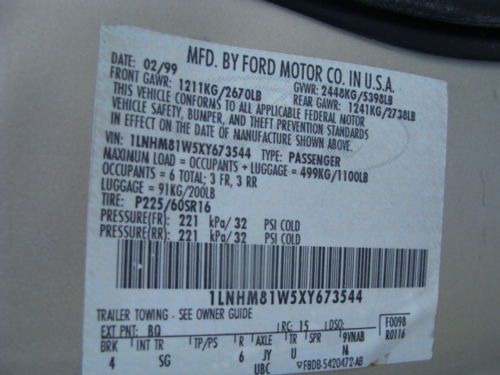 MFD. BY FORD MOTOR CO. IN U.S.A.
DATE: 02/99 GVWR: 2448KG/5398LB
FRONT GAWR: 1211KG/2670LB REAR GAWR: 1241KG/2738LB
THIS VEHICLE CONFORMS TO ALL APPLICABLE FEDERAL MOTOR
VEHICLE SAFETY, BUMPER, AND THEFT PREVENTION STANDARDS
IN EFFECT ON THE DATE OF MANUFACTURE SHOWN ABOVE.
VIN: 1LNHM81W5XY673544 TYPE: PASSENGER
MAXIMUM LOAD = OCCUPANTS + LUGGAGE = 499KG/1100LB
OCCUPANTS = 6 TOTAL; 3 FR, 3 RR
LUGGAGE = 91KG/200LB
TIRE: P225/60SR16
PRESSURE(FR) 221 kPa/ 32 PSI COLD
PRESSURE(RR) 221 kPa/ 32 PSI COLD
1LNHM81W5XY673544
TRAILER TOWING - SEE OWNER GUIDE
EXT PNT: BQ RC: 15 DSO: F0098
BRK INT TR TP/PS R AXLE TR SPR 9VNAB R0116
4 SG 6 JY U N
UBC VFBDB-5420472-AB